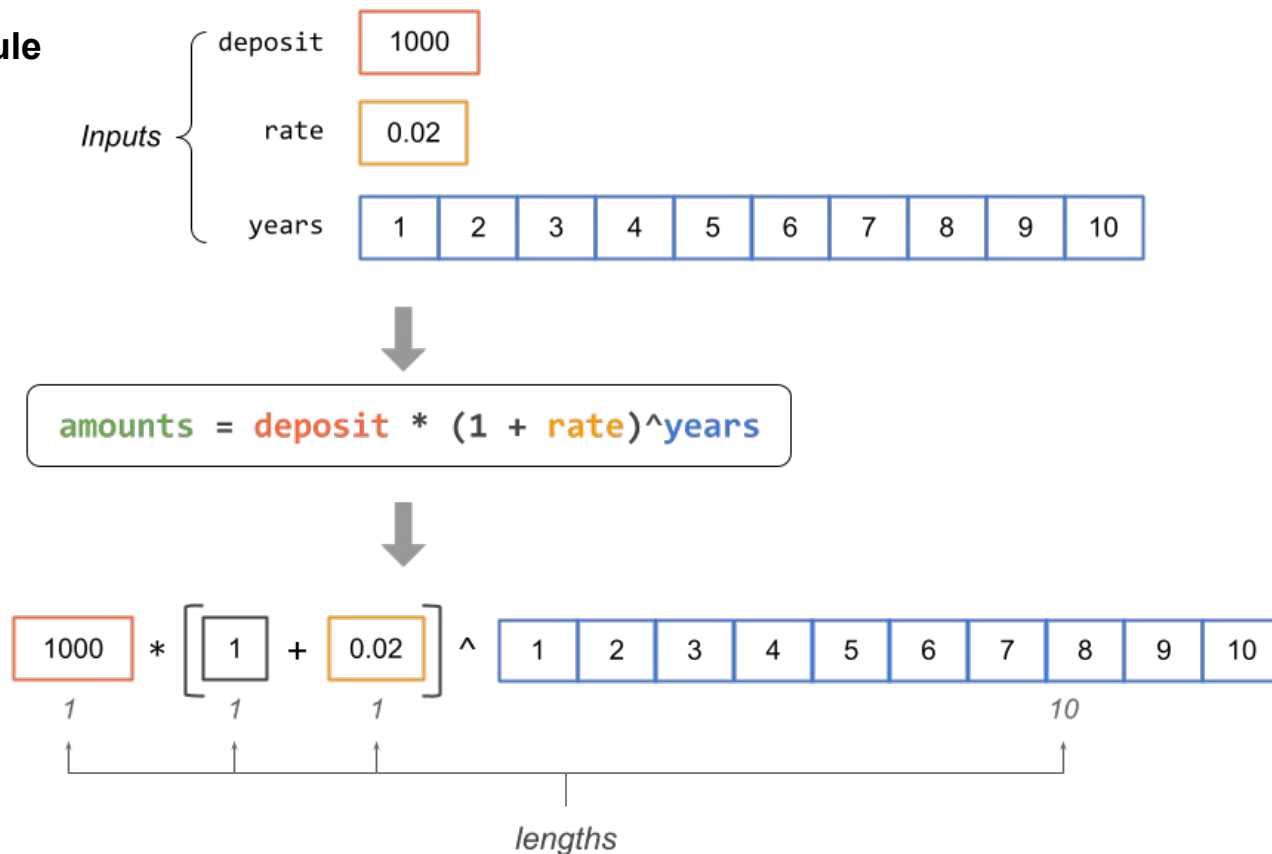 ule
deposit 1000
Inputs rate 0.02
years 1 2 3 4 5 6 7 8 9 10
amounts = deposit * (1 + rate)^years
1000 * [ 1 + 0.02 ] ^ 1 2 3 4 5 6 7 8 9 10
1 1 1 10
lengths